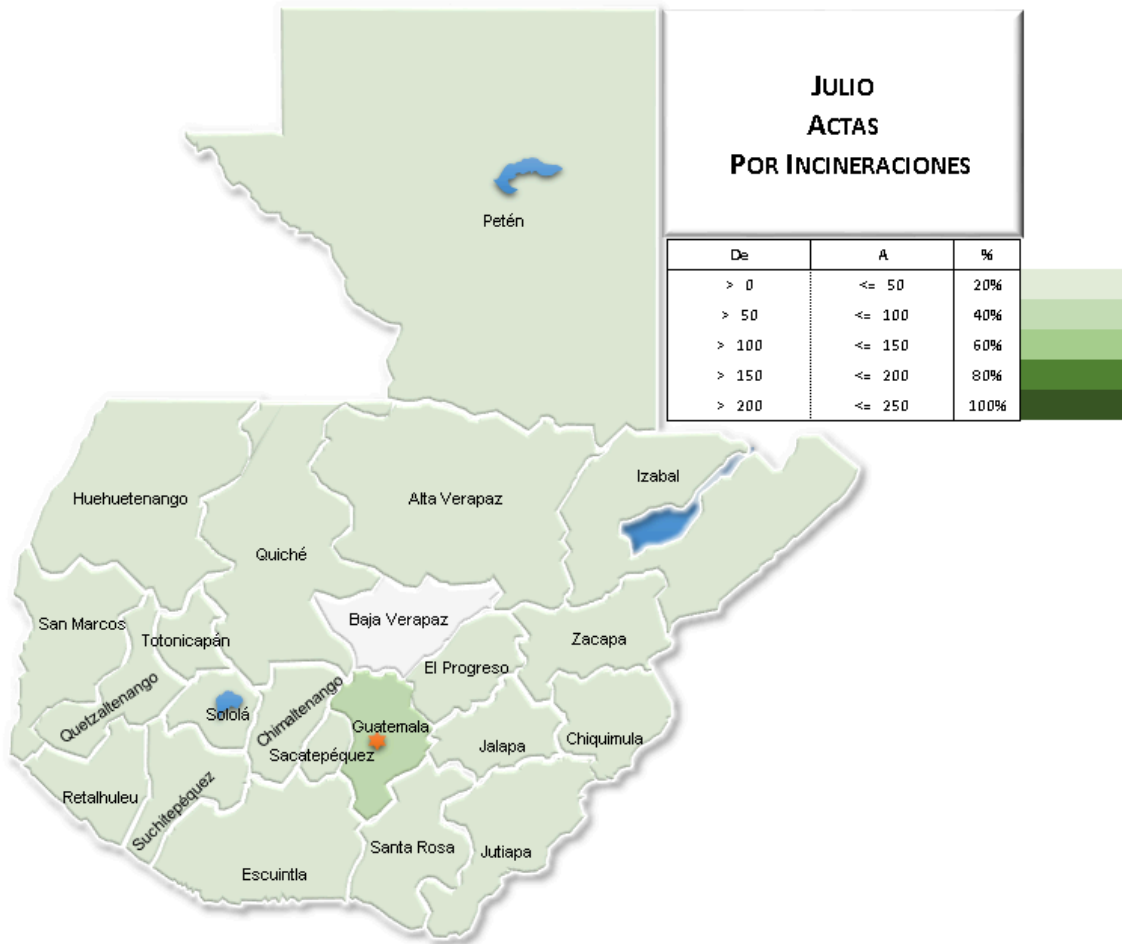 JULIO
ACTAS
POR INCINERACIONES
De A %
> 0 <= 50 20%
> 50 <= 100 40%
> 100 <= 150 60%
> 150 <= 200 80%
> 200 <= 250 100%
Petén
Izabal
Huehuetenango
Alta Verapaz
Quiché
Baja Verapaz
San Marcos
Totonicapán
Zacapa
El Progreso
Quetzaltenango
Sololá
Chimaltenango
Guatemala
Sacatepéquez
Jalapa
Chiquimula
Retalhuleu
Suchitepéquez
Santa Rosa
Jutiapa
Escuintla